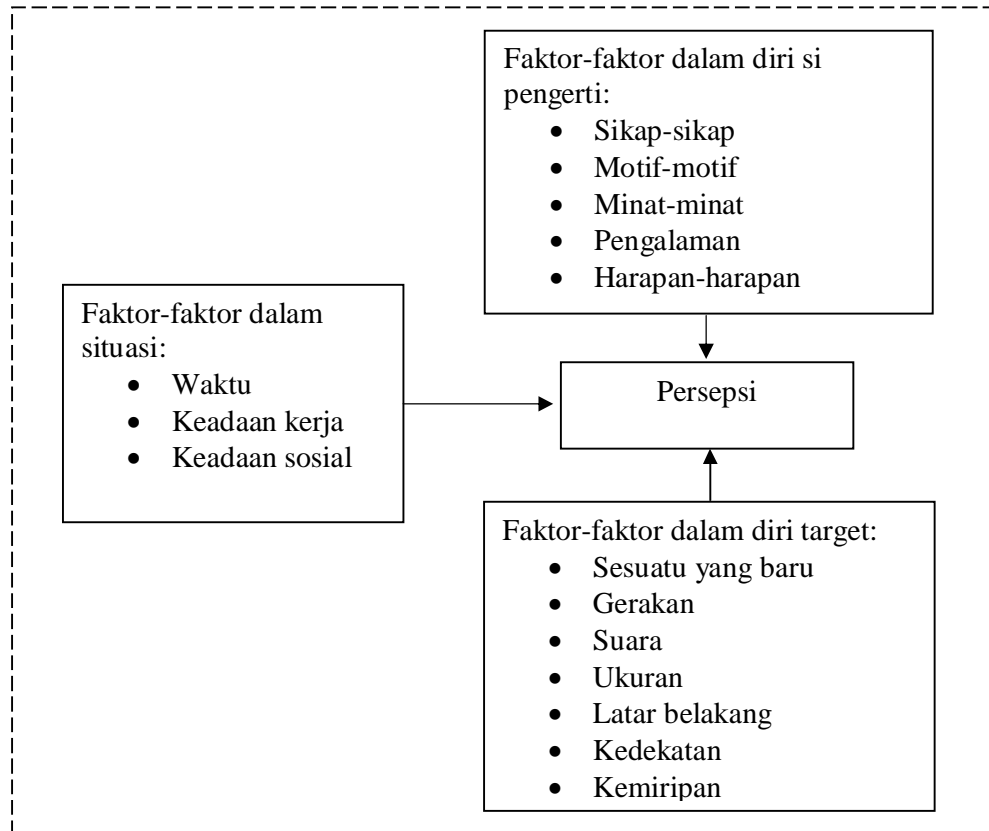 Faktor-faktor dalam diri si
pengerti:
• Sikap-sikap
• Motif-motif
• Minat-minat
• Pengalaman
• Harapan-harapan
Faktor-faktor dalam
situasi:
• Waktu
• Keadaan kerja
• Keadaan sosial
Persepsi
Faktor-faktor dalam diri target:
• Sesuatu yang baru
• Gerakan
• Suara
• Ukuran
• Latar belakang
• Kedekatan
• Kemiripan